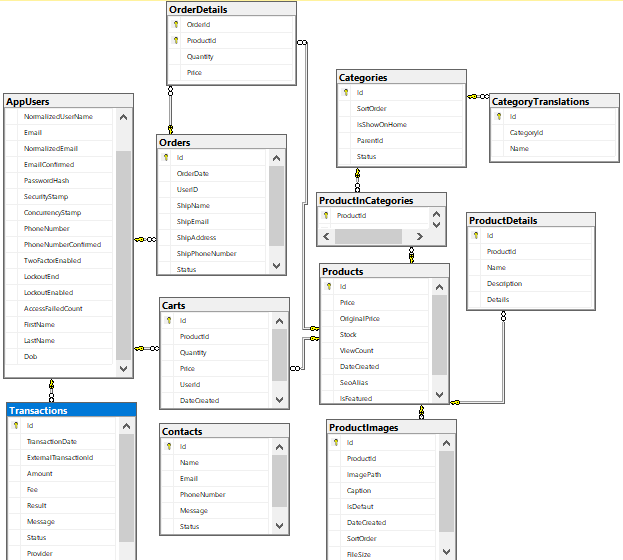 OrderDetails
OrderId
ProductId
Quantity
Price
Categories
Id
SortOrder
IsShowOnHome
ParentId
Status
CategoryTranslations
Id
CategoryId
Name
AppUsers
NormalizedUserName
Email
NormalizedEmail
EmailConfirmed
PasswordHash
SecurityStamp
ConcurrencyStamp
PhoneNumber
PhoneNumberConfirmed
TwoFactorEnabled
LockoutEnd
LockoutEnabled
AccessFailedCount
FirstName
LastName
Dob
Orders
Id
OrderDate
UserID
ShipName
ShipEmail
ShipAddress
ShipPhoneNumber
Status
ProductInCategories
ProductId
ProductDetails
Id
ProductId
Name
Description
Details
Products
Id
Price
OriginalPrice
Stock
ViewCount
DateCreated
SeoAlias
IsFeatured
Carts
Id
ProductId
Quantity
Price
UserId
DateCreated
Transactions
Id
TransactionDate
ExternalTransactionId
Amount
Fee
Result
Message
Status
Provider
Contacts
Id
Name
Email
PhoneNumber
Message
Status
ProductImages
Id
ProductId
ImagePath
Caption
IsDefaut
DateCreated
SortOrder
FileSize